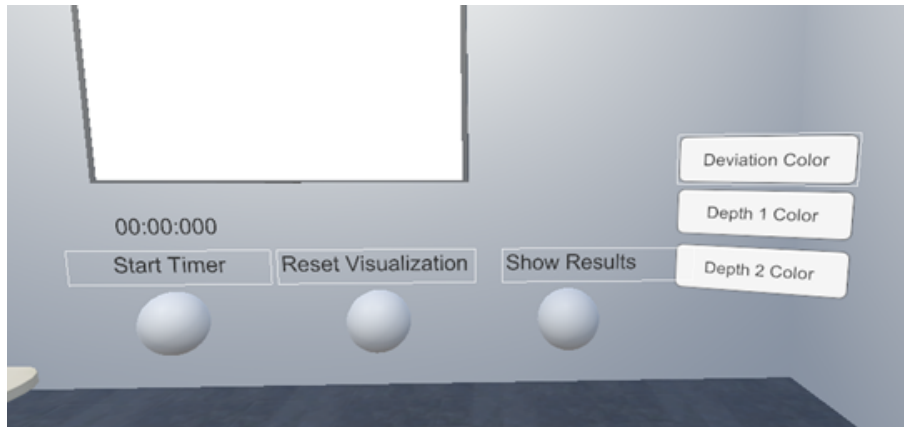 00:00:000
Start Timer
Reset Visualization
Show Results
Deviation Color
Depth 1 Color
Depth 2 Color